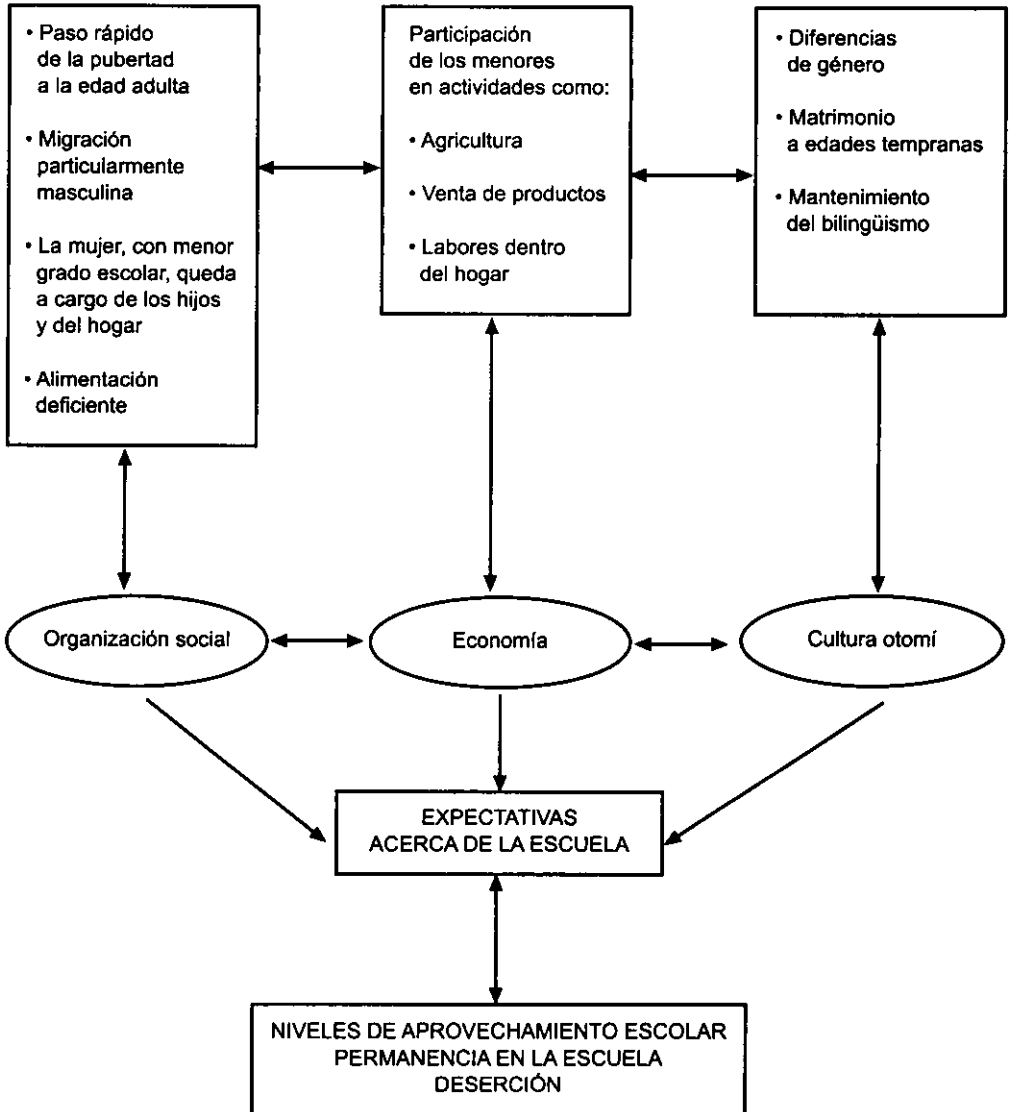 • Paso rápido
de la pubertad
a la edad adulta
• Migración
particularmente
masculina
• La mujer, con menor
grado escolar, queda
a cargo de los hijos
y del hogar
• Alimentación
deficiente
Participación
de los menores
en actividades como:
• Agricultura
• Venta de productos
• Labores dentro
del hogar
• Diferencias
de género
• Matrimonio
a edades tempranas
• Mantenimiento
del bilingüismo
Organización social
Economía
Cultura otomí
EXPECTATIVAS
ACERCA DE LA ESCUELA
NIVELES DE APROVECHAMIENTO ESCOLAR
PERMANENCIA EN LA ESCUELA
DESERCIÓN